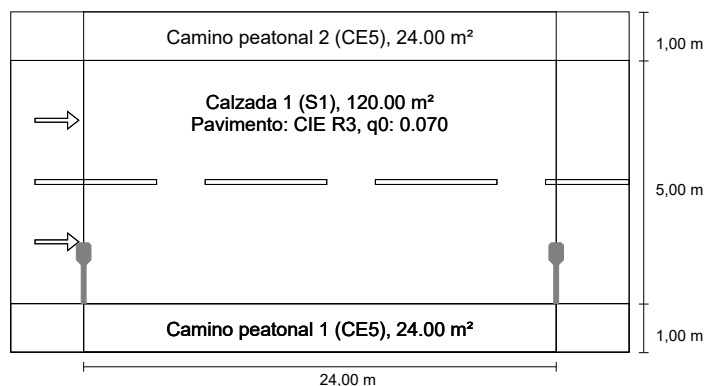 Camino peatonal 2 (CE5), 24.00 m²
1,00 m
Calzada 1 (S1), 120.00 m²
Pavimento: CIE R3, q0: 0.070
5,00 m
Camino peatonal 1 (CE5), 24.00 m²
1,00 m
24,00 m